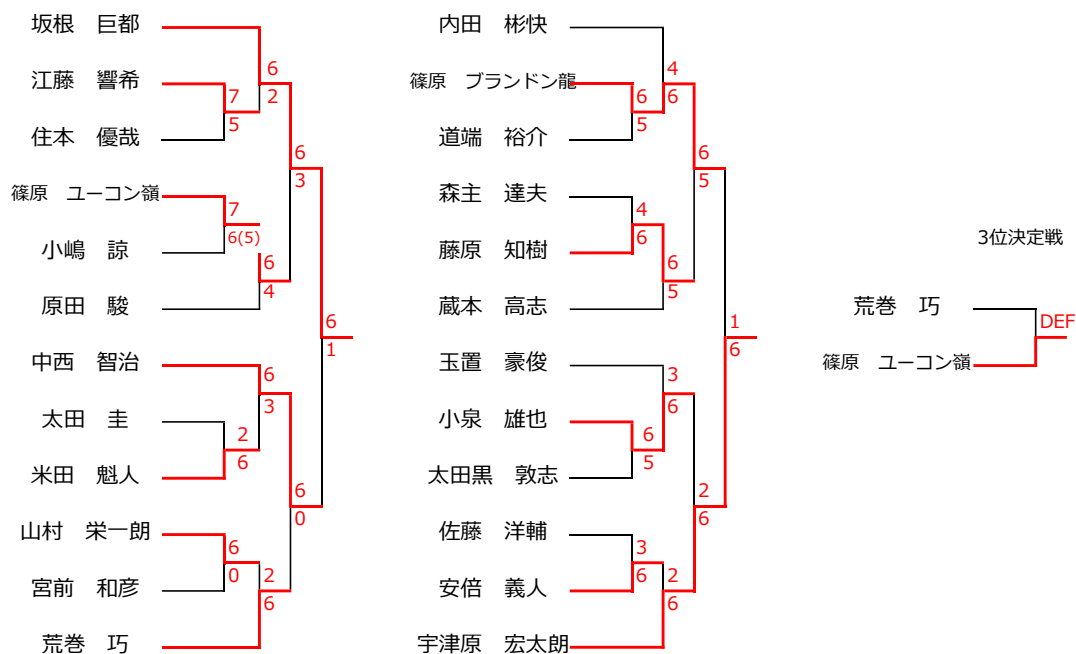 坂根　巨都
6
江藤　響希
2
7
住本　優哉
5
6
3
篠原　ユーコン嶺
7
小嶋　諒
6(5)
6
原田　駿
4
6
1
中西　智治
6
3
太田　圭
2
米田　魁人
6
6
0
山村　栄一朗
6
宮前　和彦
0
2
6
荒巻　巧
内田　彬快
4
篠原　ブランドン龍
6
6
道端　裕介
5
6
5
森主　達夫
4
藤原　知樹
6
6
蔵本　高志
5
1
6
玉置　豪俊
3
6
小泉　雄也
6
太田黒　敦志
5
2
6
佐藤　洋輔
3
安倍　義人
6
2
6
宇津原　宏太朗
3位決定戦
荒巻　巧
DEF
篠原　ユーコン嶺